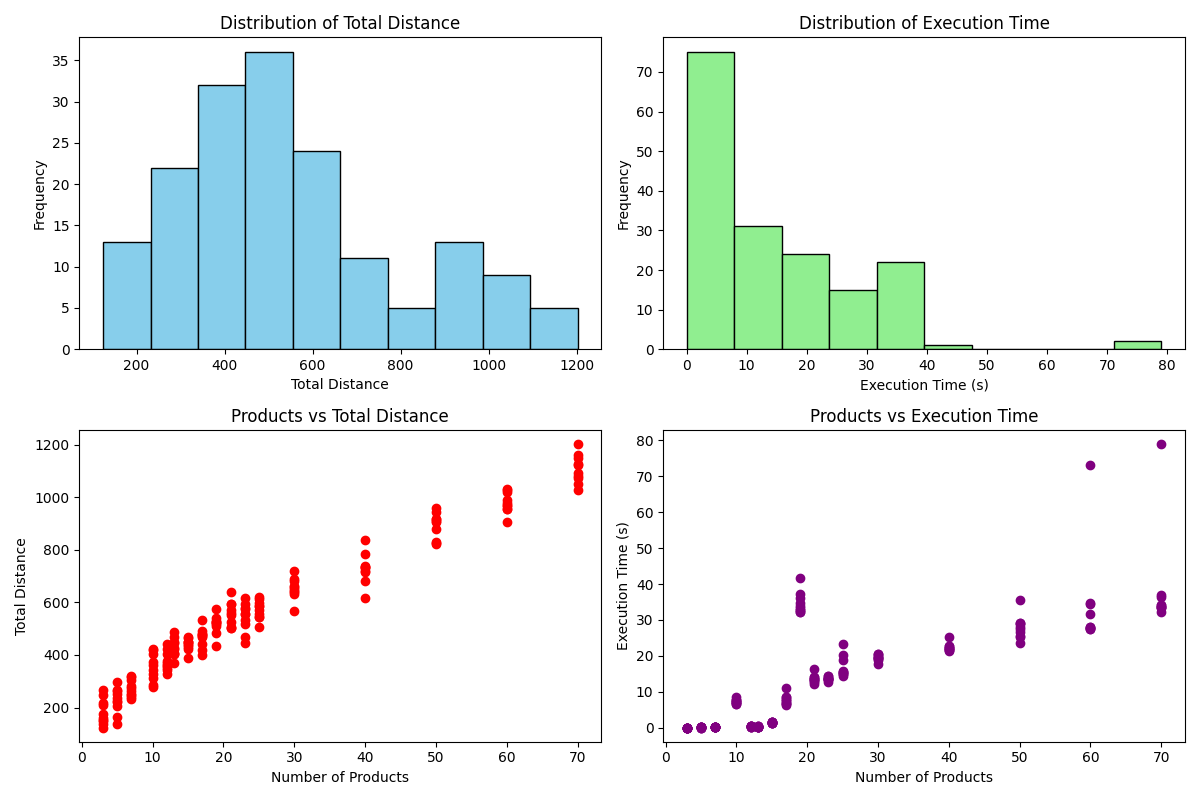 Distribution of Total Distance
35
30
25
20
15
10
5
0
Frequency
200 400 600 800 1000 1200
Total Distance
Distribution of Execution Time
70
60
50
40
30
20
10
0
Frequency
0 10 20 30 40 50 60 70 80
Execution Time (s)
Products vs Total Distance
1200
1000
800
600
400
200
Total Distance
0 10 20 30 40 50 60 70
Number of Products
Products vs Execution Time
80
70
60
50
40
30
20
10
0
Execution Time (s)
0 10 20 30 40 50 60 70
Number of Products